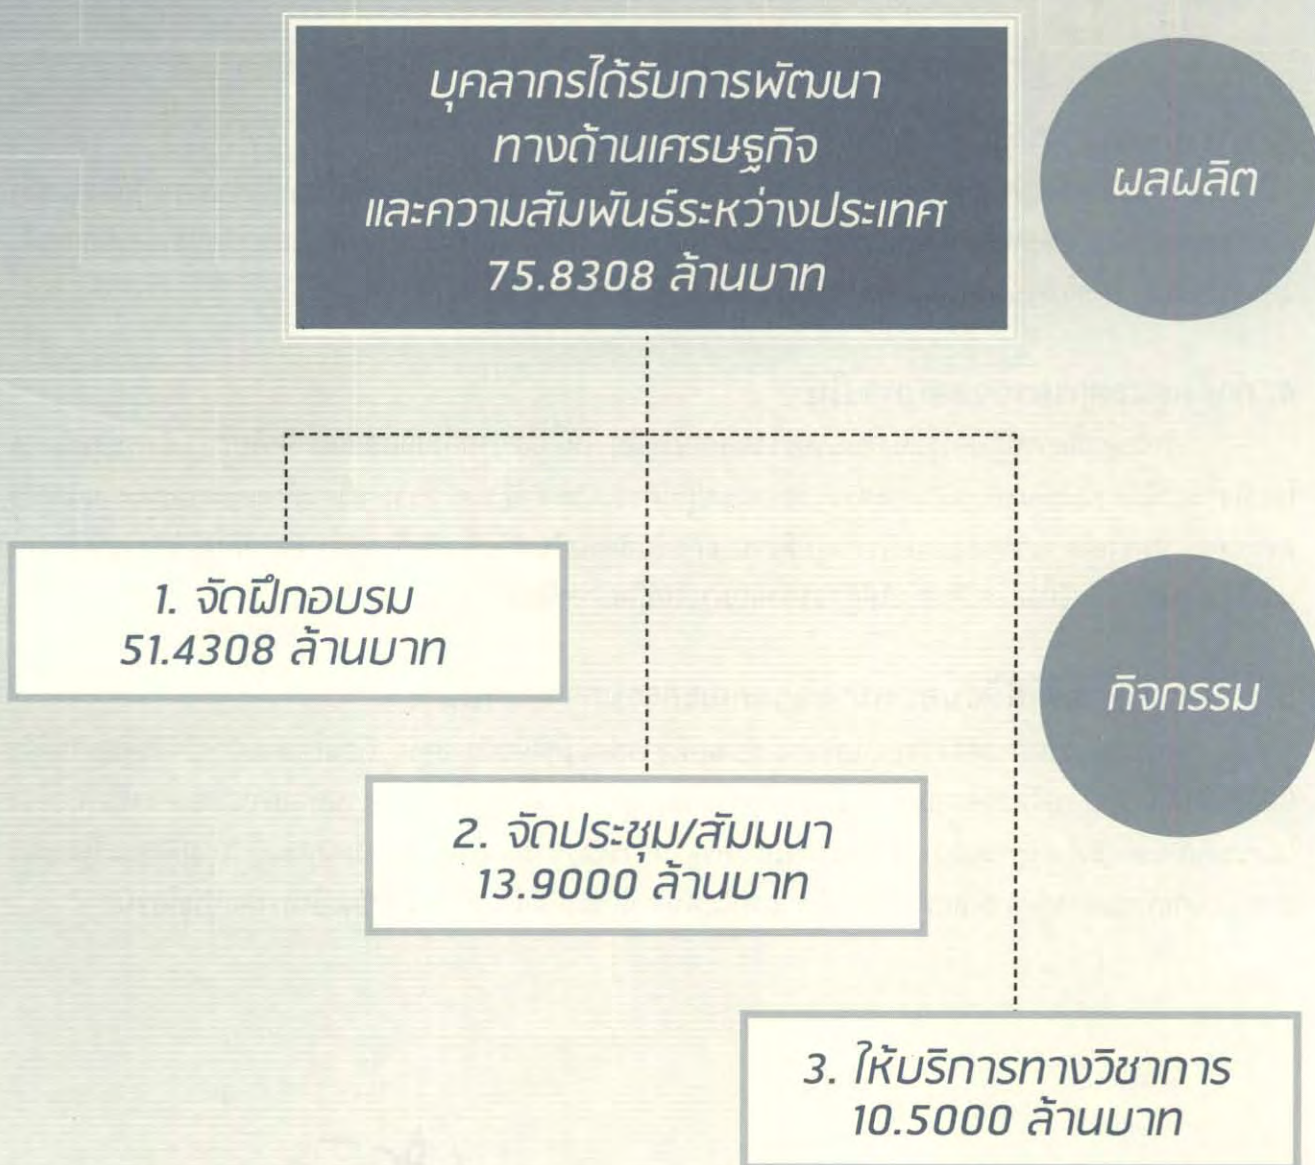 บุคลากรได้รับการพัฒนา
ทางด้านเศรษฐกิจ
และความสัมพันธ์ระหว่างประเทศ
75.8308 ล้านบาท
ผลผลิต
1. จัดฝึกอบรม
51.4308 ล้านบาท
กิจกรรม
2. จัดประชุม/สัมมนา
13.9000 ล้านบาท
3. ให้บริการทางวิชาการ
10.5000 ล้านบาท